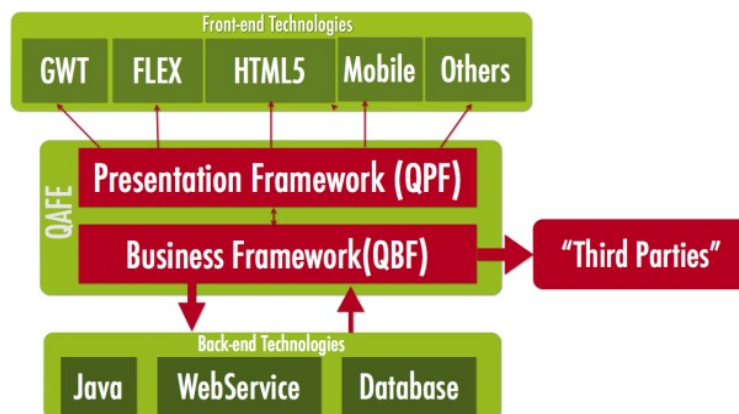 Front-end Technologies
GWT
FLEX
HTML5
Mobile
Others
QAFE
Presentation Framework (QPF)
Business Framework(QBF)
“Third Parties”
Back-end Technologies
Java
WebService
Database